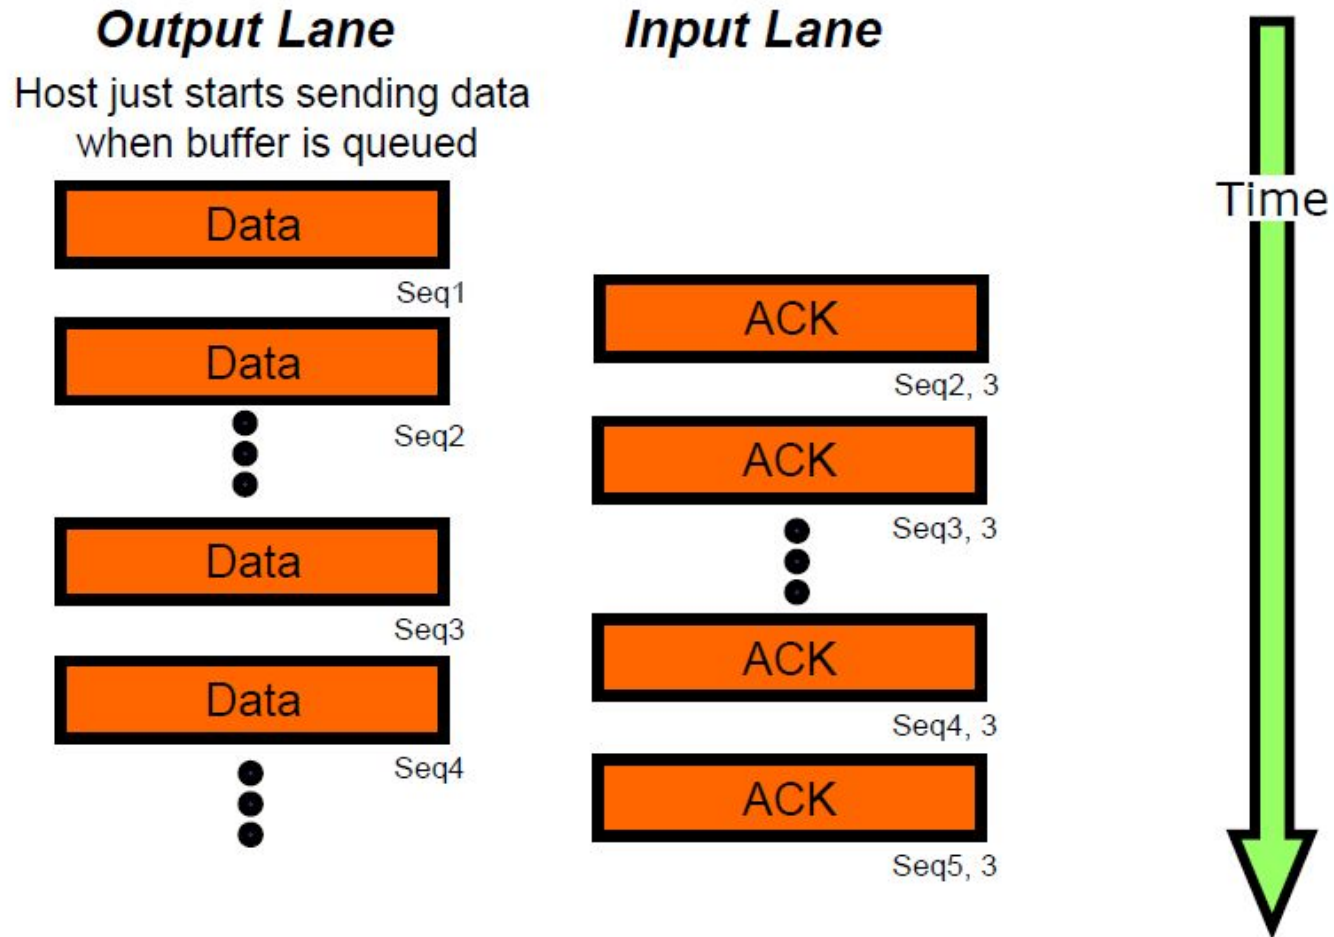 Output Lane
Input Lane
Host just starts sending data
when buffer is queued
Time
Data
Seq1
ACK
Data
Seq2, 3
Seq2
ACK
Seq3, 3
Data
Seq3
ACK
Data
Seq4, 3
Seq4
ACK
Seq5, 3